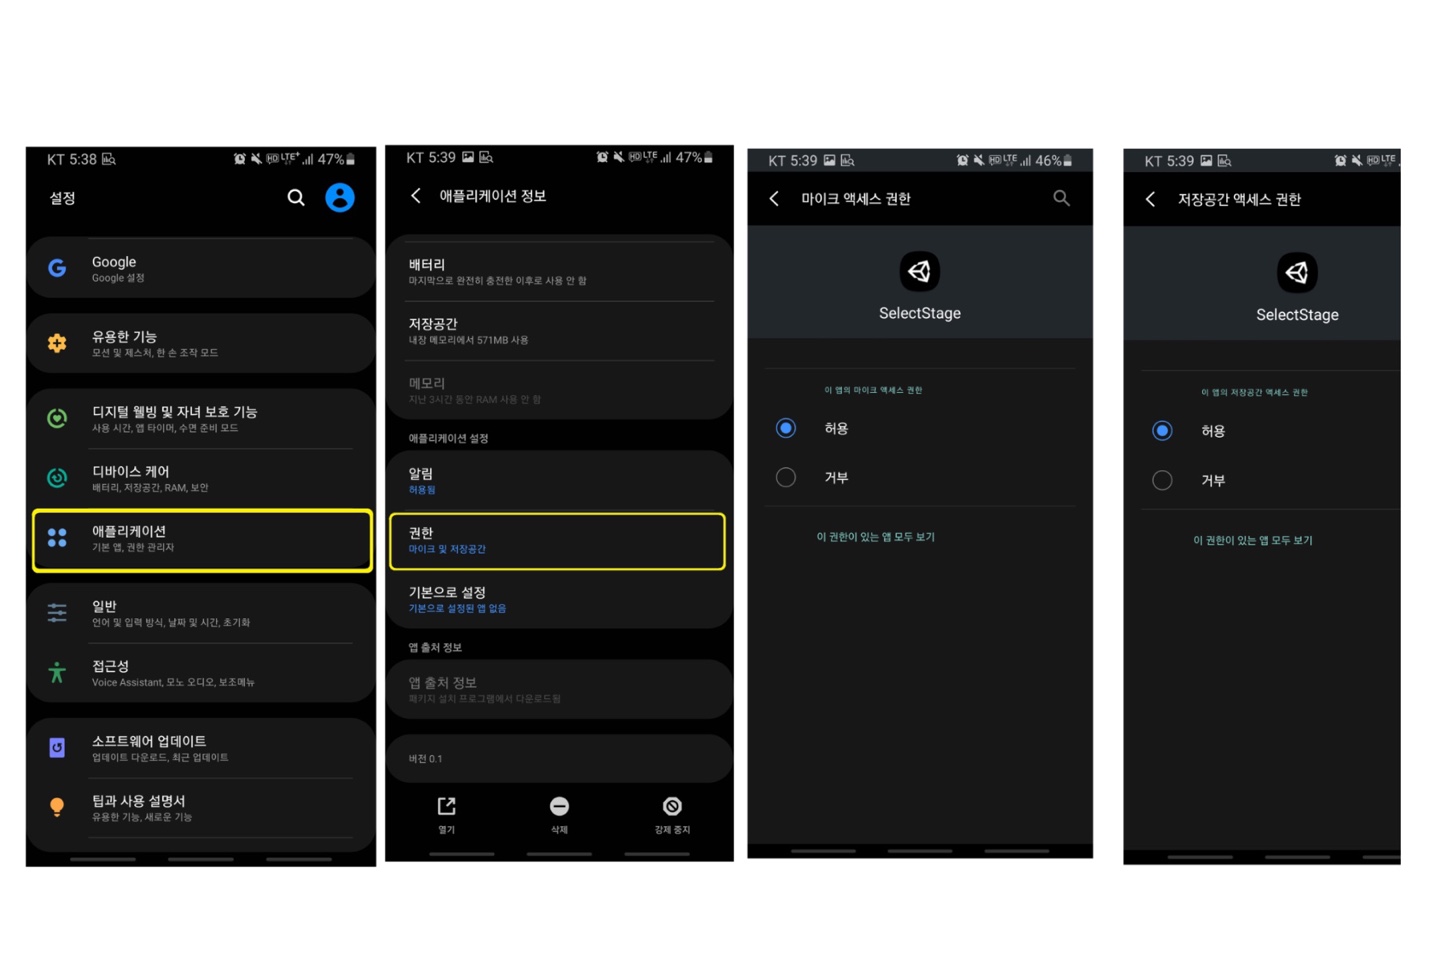 KT 5:38
HD LTE+ 47%
설정
Google
Google 설정
유용한 기능
모션 및 제스처, 한 손 조작 모드
디지털 웰빙 및 자녀 보호 기능
사용 시간, 앱 타이머, 수면 준비 모드
디바이스 케어
배터리, 저장공간, RAM, 보안
애플리케이션
기본 앱, 권한 관리자
일반
언어 및 입력 방식, 날짜 및 시간, 초기화
접근성
Voice Assistant, 모노 오디오, 보조메뉴
소프트웨어 업데이트
업데이트 다운로드, 최근 업데이트
팁과 사용 설명서
유용한 기능, 새로운 기능
KT 5:39
HD LTE 47%
애플리케이션 정보
배터리
마지막으로 완전히 충전한 이후로 사용 안 함
저장공간
내장 메모리에서 571MB 사용
메모리
지난 3시간 동안 RAM 사용 안 함
애플리케이션 설정
알림
허용됨
권한
마이크 및 저장공간
기본으로 설정
기본으로 설정된 앱 없음
앱 출처 정보
앱 출처 정보
패키지 설치 프로그램에서 다운로드됨
버전 0.1
열기
삭제
강제 중지
KT 5:39
HD LTE 46%
마이크 액세스 권한
SelectStage
이 앱의 마이크 액세스 권한
허용
거부
이 권한이 있는 앱 모두 보기
KT 5:39
HD LTE
저장공간 액세스 권한
SelectStage
이 앱의 저장공간 액세스 권한
허용
거부
이 권한이 있는 앱 모두 보기